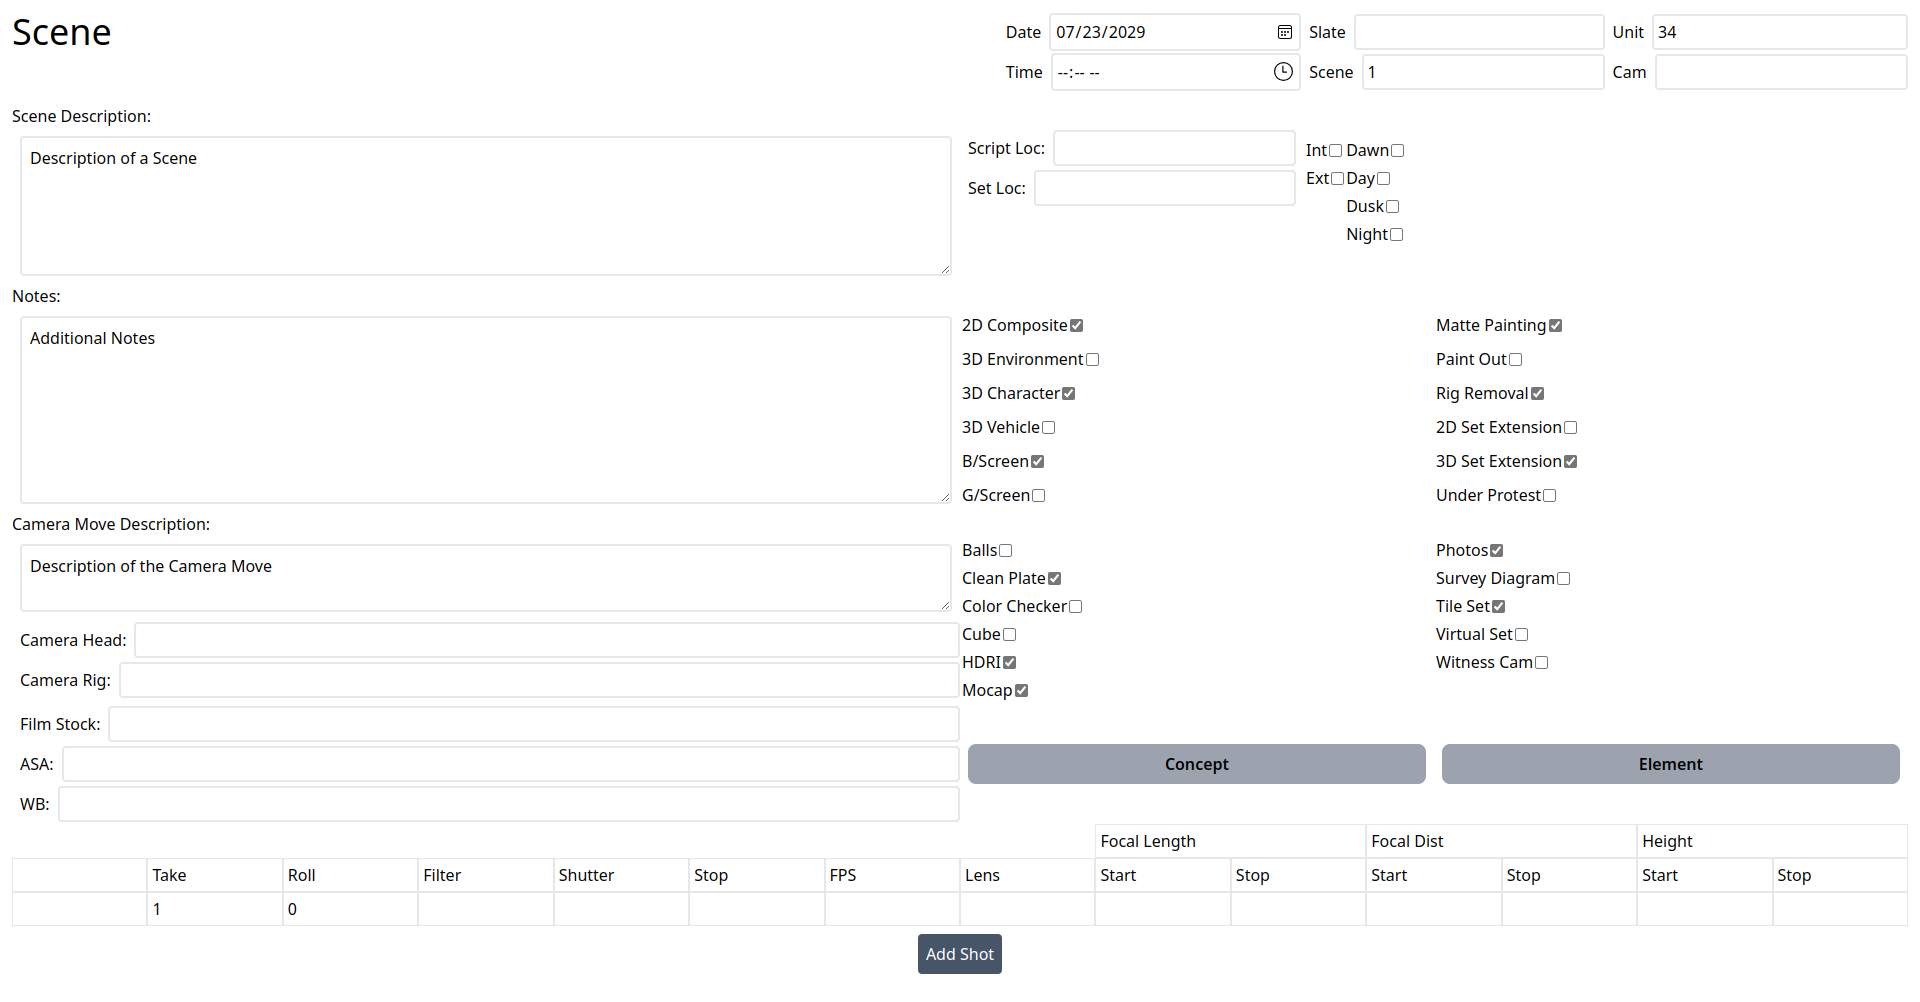 Scene
Date 07/23/2029 Slate Unit 34
Time --:-- -- Scene 1 Cam
Scene Description:
Description of a Scene
Script Loc: Int Dawn
Set Loc: Ext Day
Dusk
Night
Notes:
Additional Notes
2D Composite Matte Painting
3D Environment Paint Out
3D Character Rig Removal
3D Vehicle 2D Set Extension
B/Screen 3D Set Extension
G/Screen Under Protest
Camera Move Description:
Description of the Camera Move
Balls Photos
Clean Plate Survey Diagram
Color Checker Tile Set
Cube Virtual Set
HDRI Witness Cam
Mocap
Camera Head:
Camera Rig:
Film Stock:
ASA:
WB:
Concept Element
Focal Length Focal Dist Height
Take Roll Filter Shutter Stop FPS Lens Start Stop Start Stop Start Stop
1 0
Add Shot